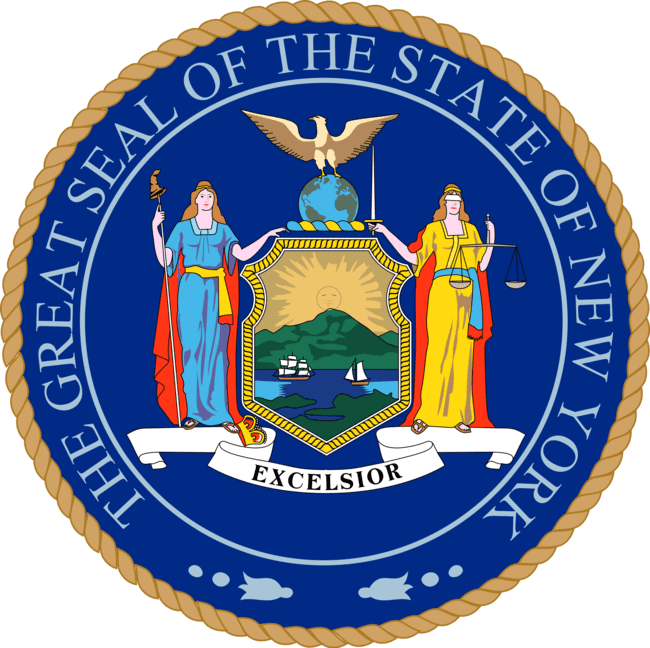 THE GREAT SEAL OF THE STATE OF NEW YORK
EXCELSIOR